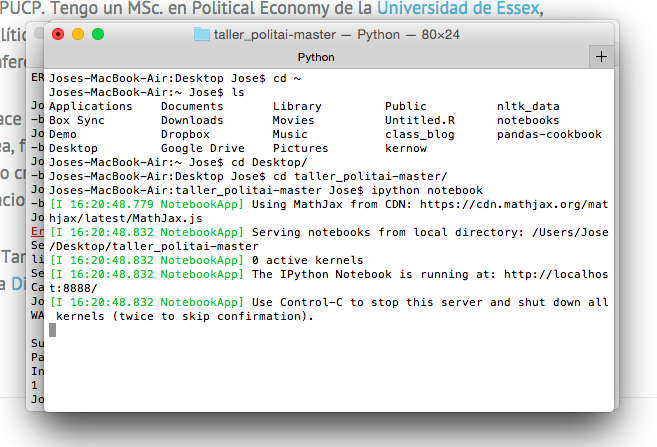 PUCP. Tengo un MSc. en Political Economy de la Universidad de Essex,
taller_politai-master — Python — 80×24
Python
+
Joses-MacBook-Air:Desktop Jose$ cd ~
Joses-MacBook-Air:~ Jose$ ls
Applications Documents Library Public nltk_data
Box Sync Downloads Movies Untitled.R notebooks
Demo Dropbox Music class_blog pandas-cookbook
Desktop Google Drive Pictures kernow
Joses-MacBook-Air:~ Jose$ cd Desktop/
Joses-MacBook-Air:Desktop Jose$ cd taller_politai-master/
Joses-MacBook-Air:taller_politai-master Jose$ ipython notebook
[I 16:20:48.779 NotebookApp] Using MathJax from CDN: https://cdn.mathjax.org/mat
hjax/latest/MathJax.js
[I 16:20:48.832 NotebookApp] Serving notebooks from local directory: /Users/Jose
/Desktop/taller_politai-master
[I 16:20:48.832 NotebookApp] 0 active kernels
[I 16:20:48.832 NotebookApp] The IPython Notebook is running at: http://localhos
t:8888/
[I 16:20:48.832 NotebookApp] Use Control-C to stop this server and shut down all
kernels (twice to skip confirmation).